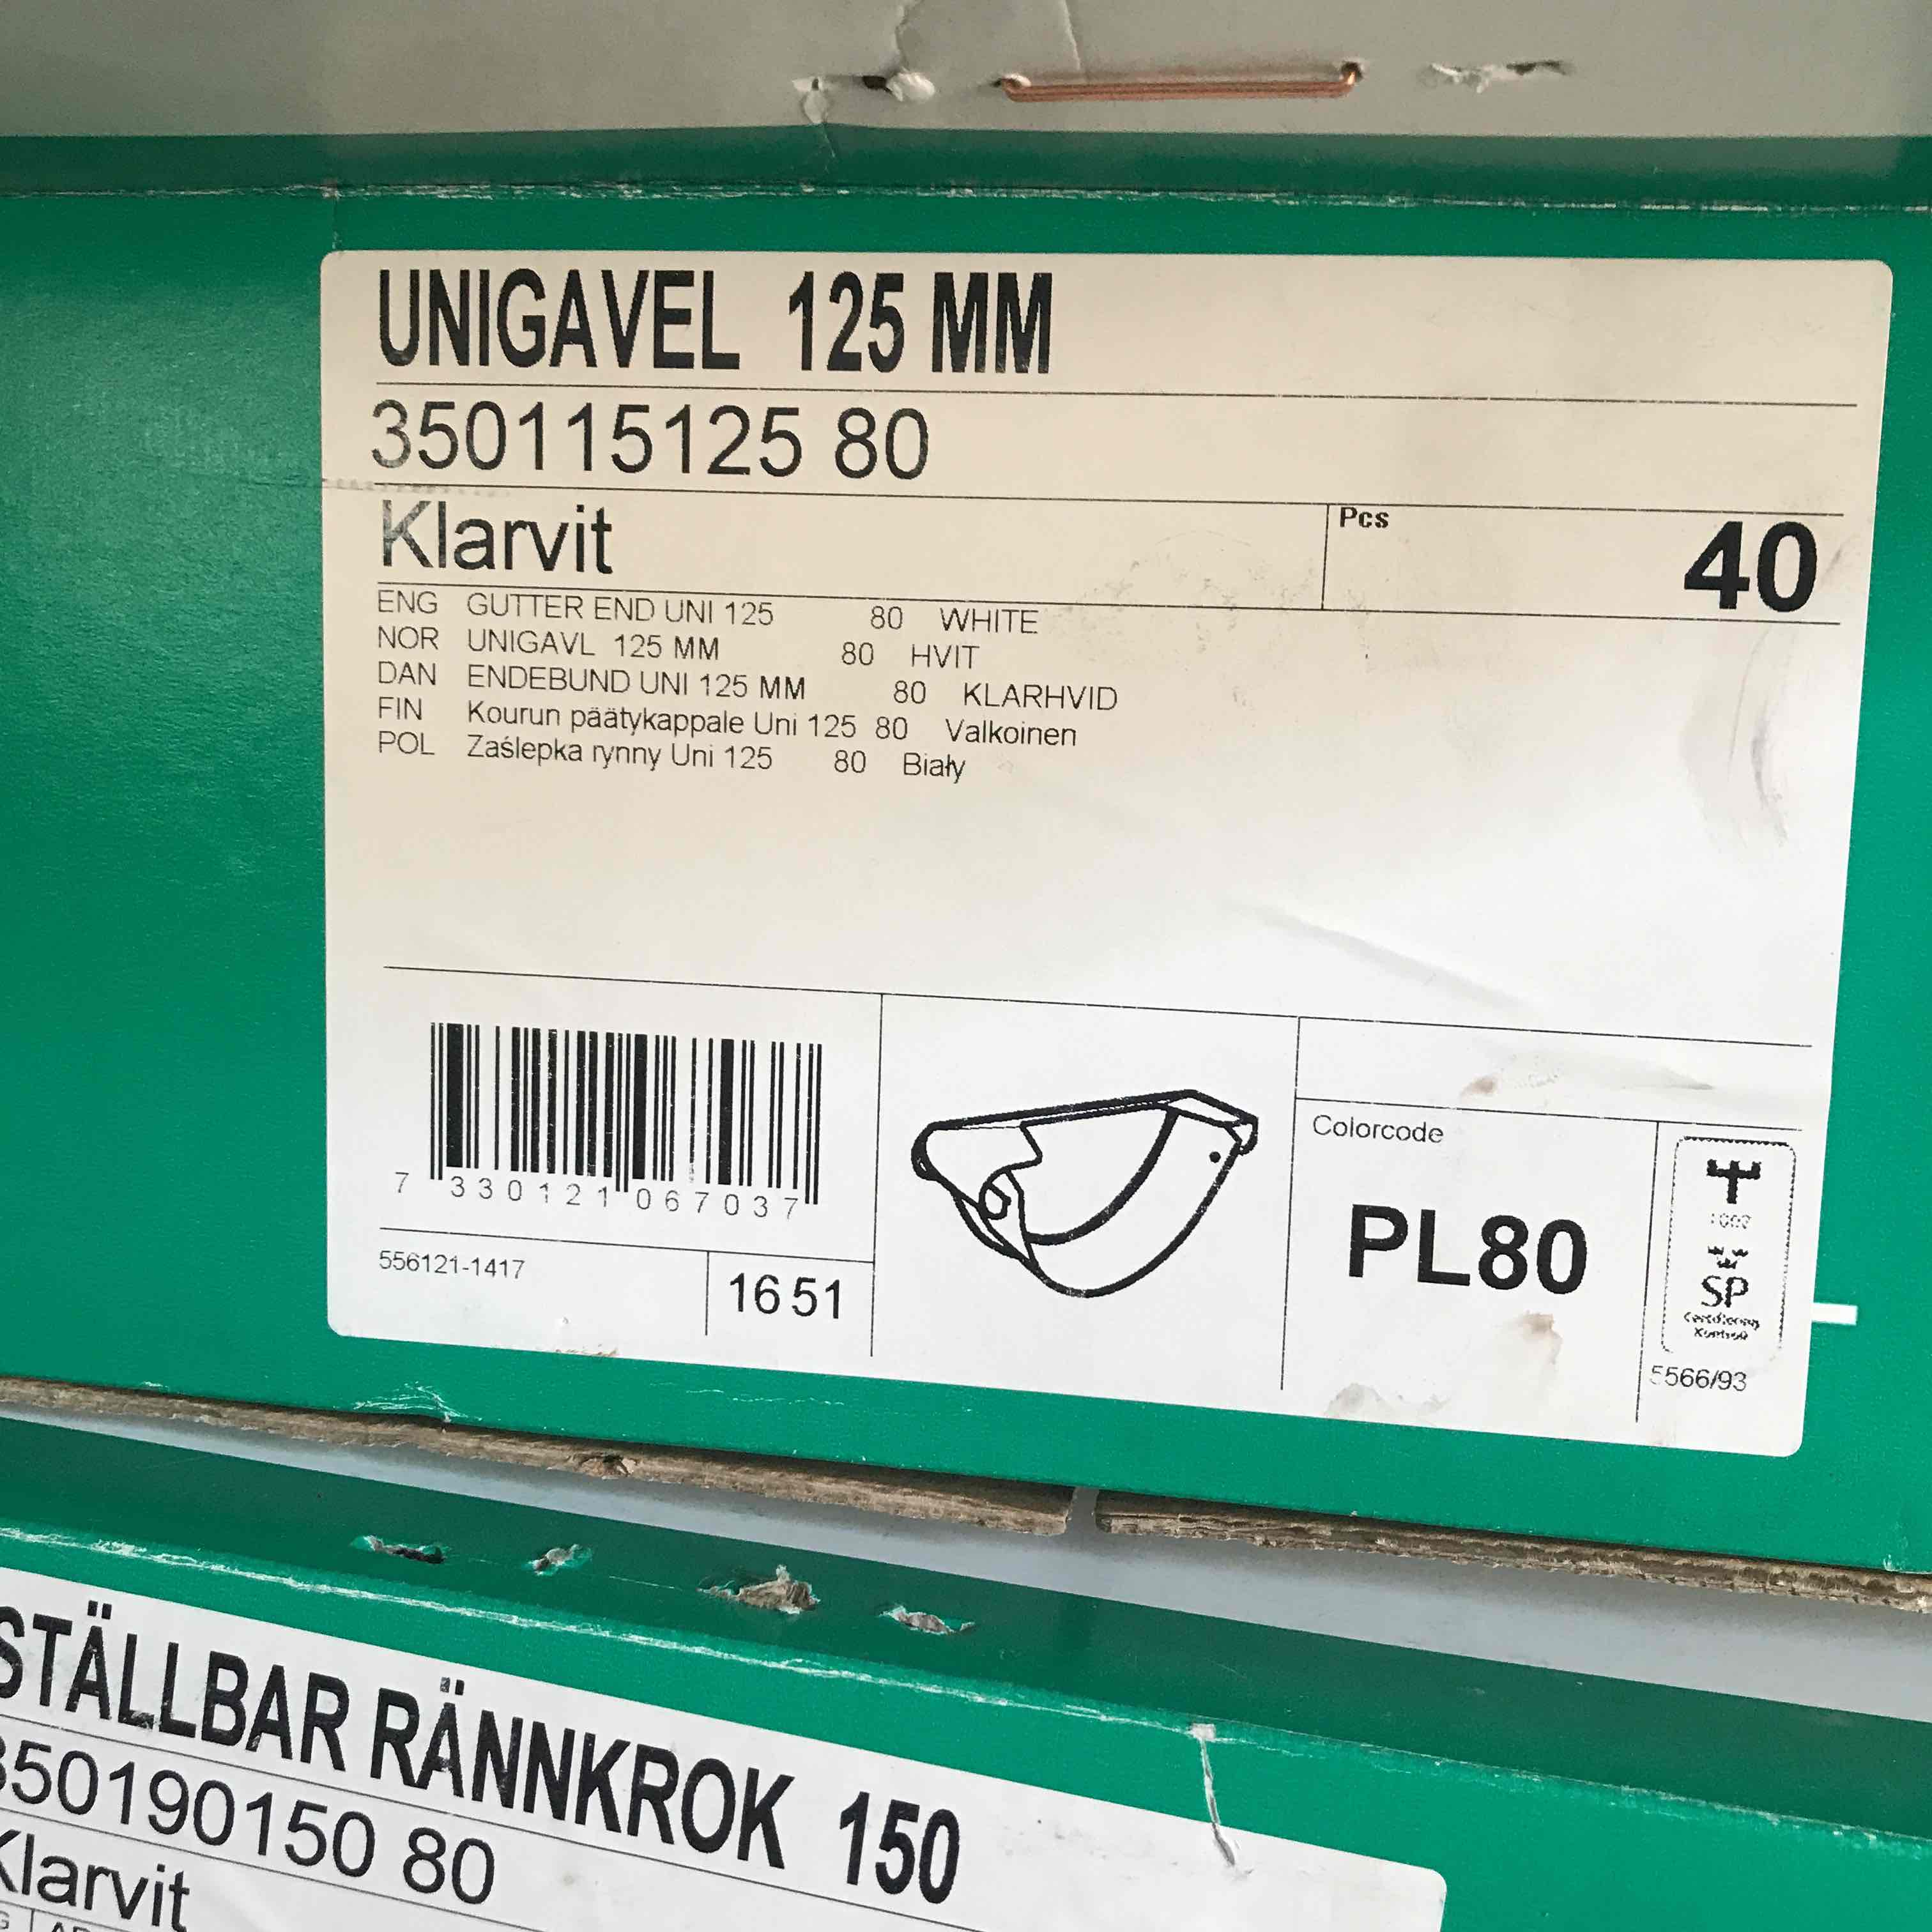 UNIGAVEL 125 MM
350115125 80
Klarvit
Pcs
40
ENG GUTTER END UNI 125 80 WHITE
NOR UNIGAVL 125 MM 80 HVIT
DAN ENDEBUND UNI 125 MM 80 KLARHVID
FIN Kourun päätykappale Uni 125 80 Valkoinen
POL Zaślepka rynny Uni 125 80 Biały
7 330121 067037
556121-1417
16 51
Colorcode
PL80
SP
5566/93
STÄLLBAR RÄNNKROK 150
350190150 80
Klarvit